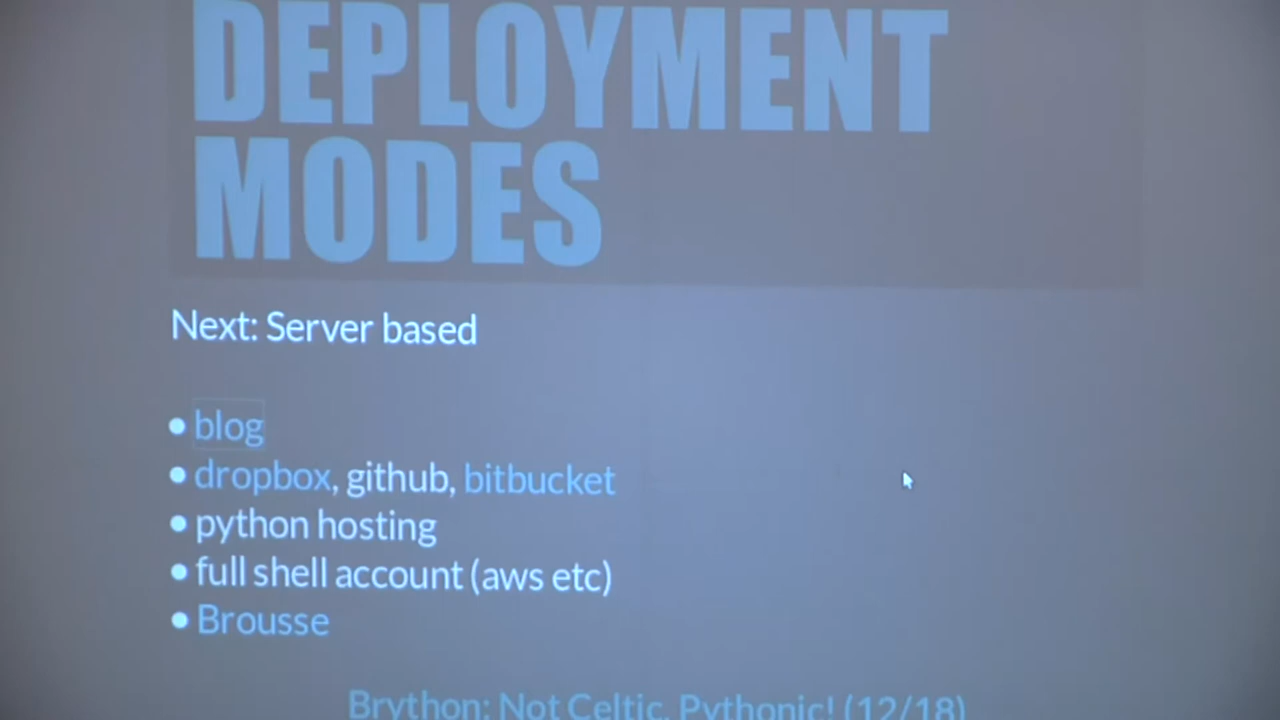 DEPLOYMENT
MODES
Next: Server based
• blog
• dropbox, github, bitbucket
• python hosting
• full shell account (aws etc)
• Brousse
Brython: Not Celtic, Pythonic! (12/18)